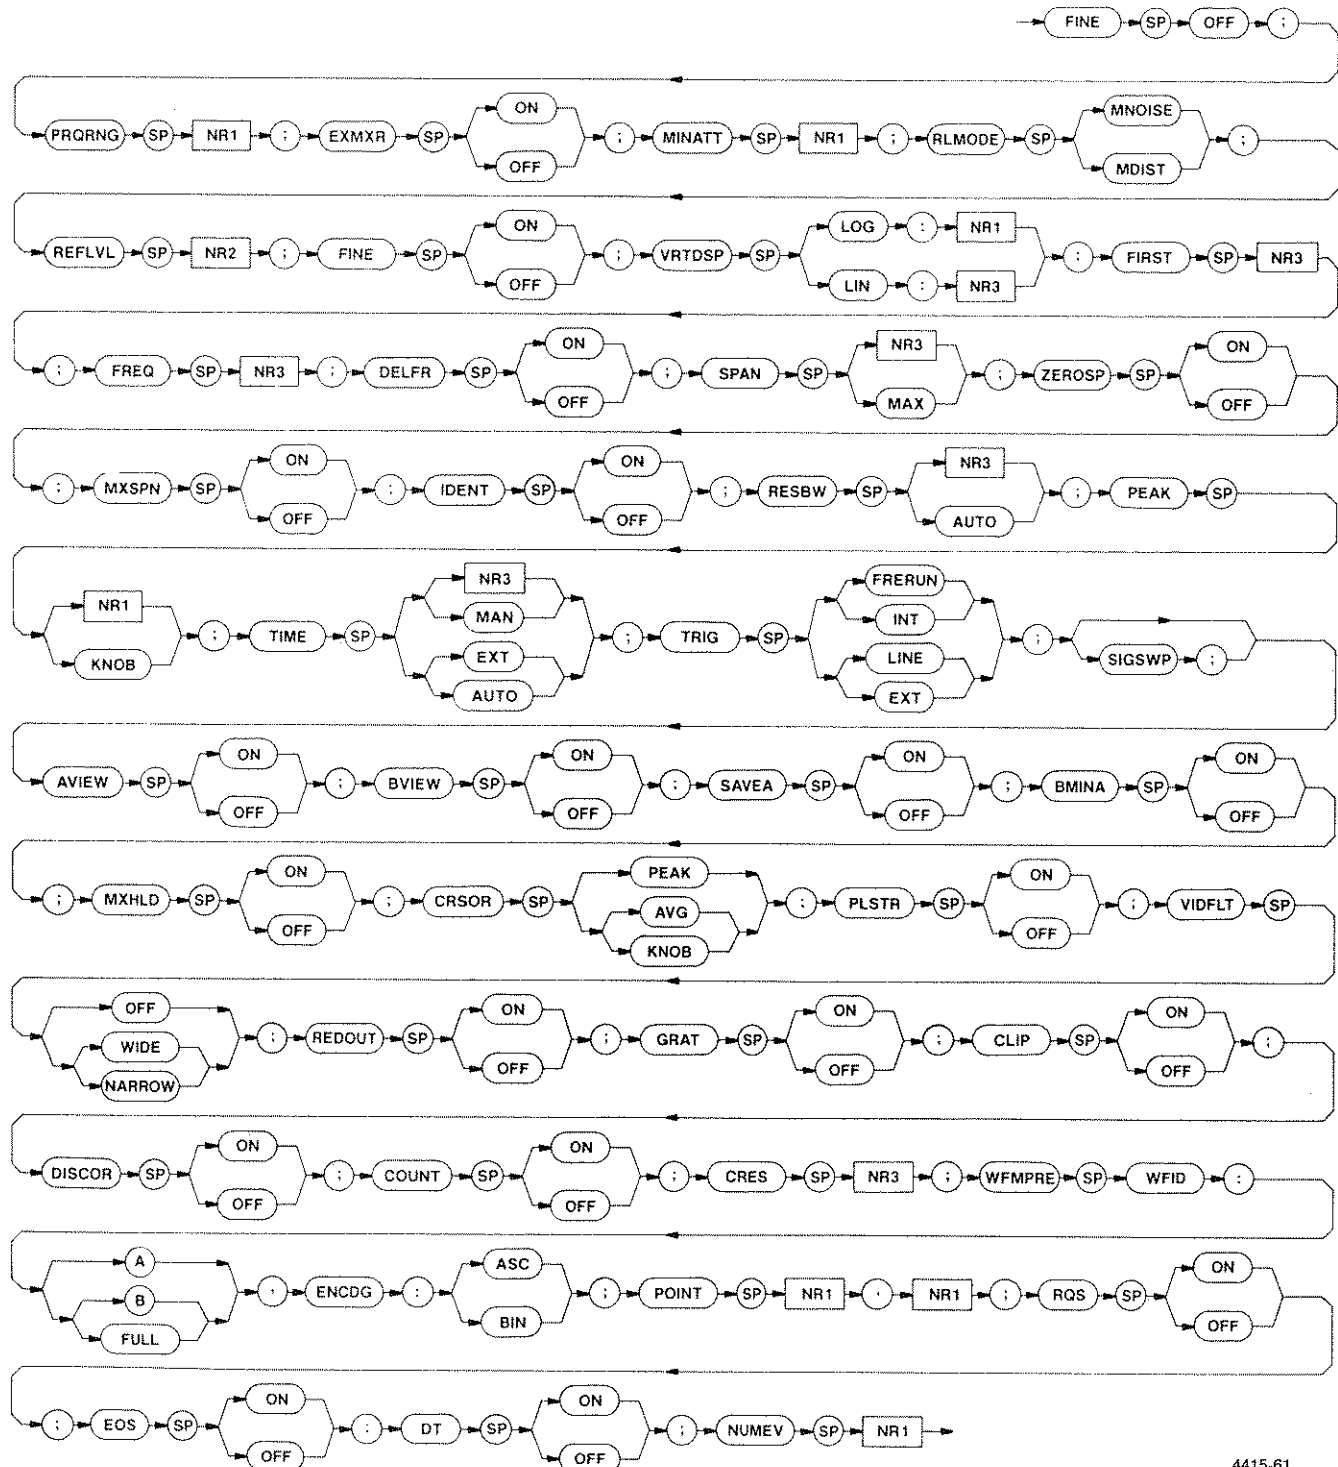 FINE SP OFF ;
ON ON MNOISE
PRQRNG SP NR1 ; EXMXR SP ; MINATT SP NR1 ; RLMODE SP ;
OFF MDIST
ON LOG : NR1
REFLVL SP NR2 ; FINE SP ; VRTDSP SP ; FIRST SP NR3
OFF LIN : NR3
ON NR3 ON
; FREQ SP NR3 ; DELFR SP ; SPAN SP ; ZEROSP SP
OFF MAX OFF
ON ON NR3
; MXSPN SP ; IDENT SP ; RESBW SP ; PEAK SP
OFF OFF AUTO
NR3 FRERUN
NR1 MAN INT
; TIME SP ; TRIG SP ;
KNOB EXT LINE SIGSWP ;
AUTO EXT
ON ON ON ON
AVIEW SP ; BVIEW SP ; SAVEA SP ; BMINA SP
OFF OFF OFF OFF
ON PEAK ON
; MXHLD SP ; CRSOR SP AVG ; PLSTR SP ; VIDFLT SP
OFF KNOB OFF
OFF ON ON ON
WIDE ; REDOUT SP ; GRAT SP ; CLIP SP ;
NARROW OFF OFF OFF
ON ON
DISCOR SP ; COUNT SP ; CRES SP NR3 ; WFMPRE SP WFID :
OFF OFF
A ASC ON
B , ENCDG : ; POINT SP NR1 , NR1 ; RQS SP
FULL BIN OFF
ON ON
; EOS SP ; DT SP ; NUMEV SP NR1
OFF OFF
4415-61